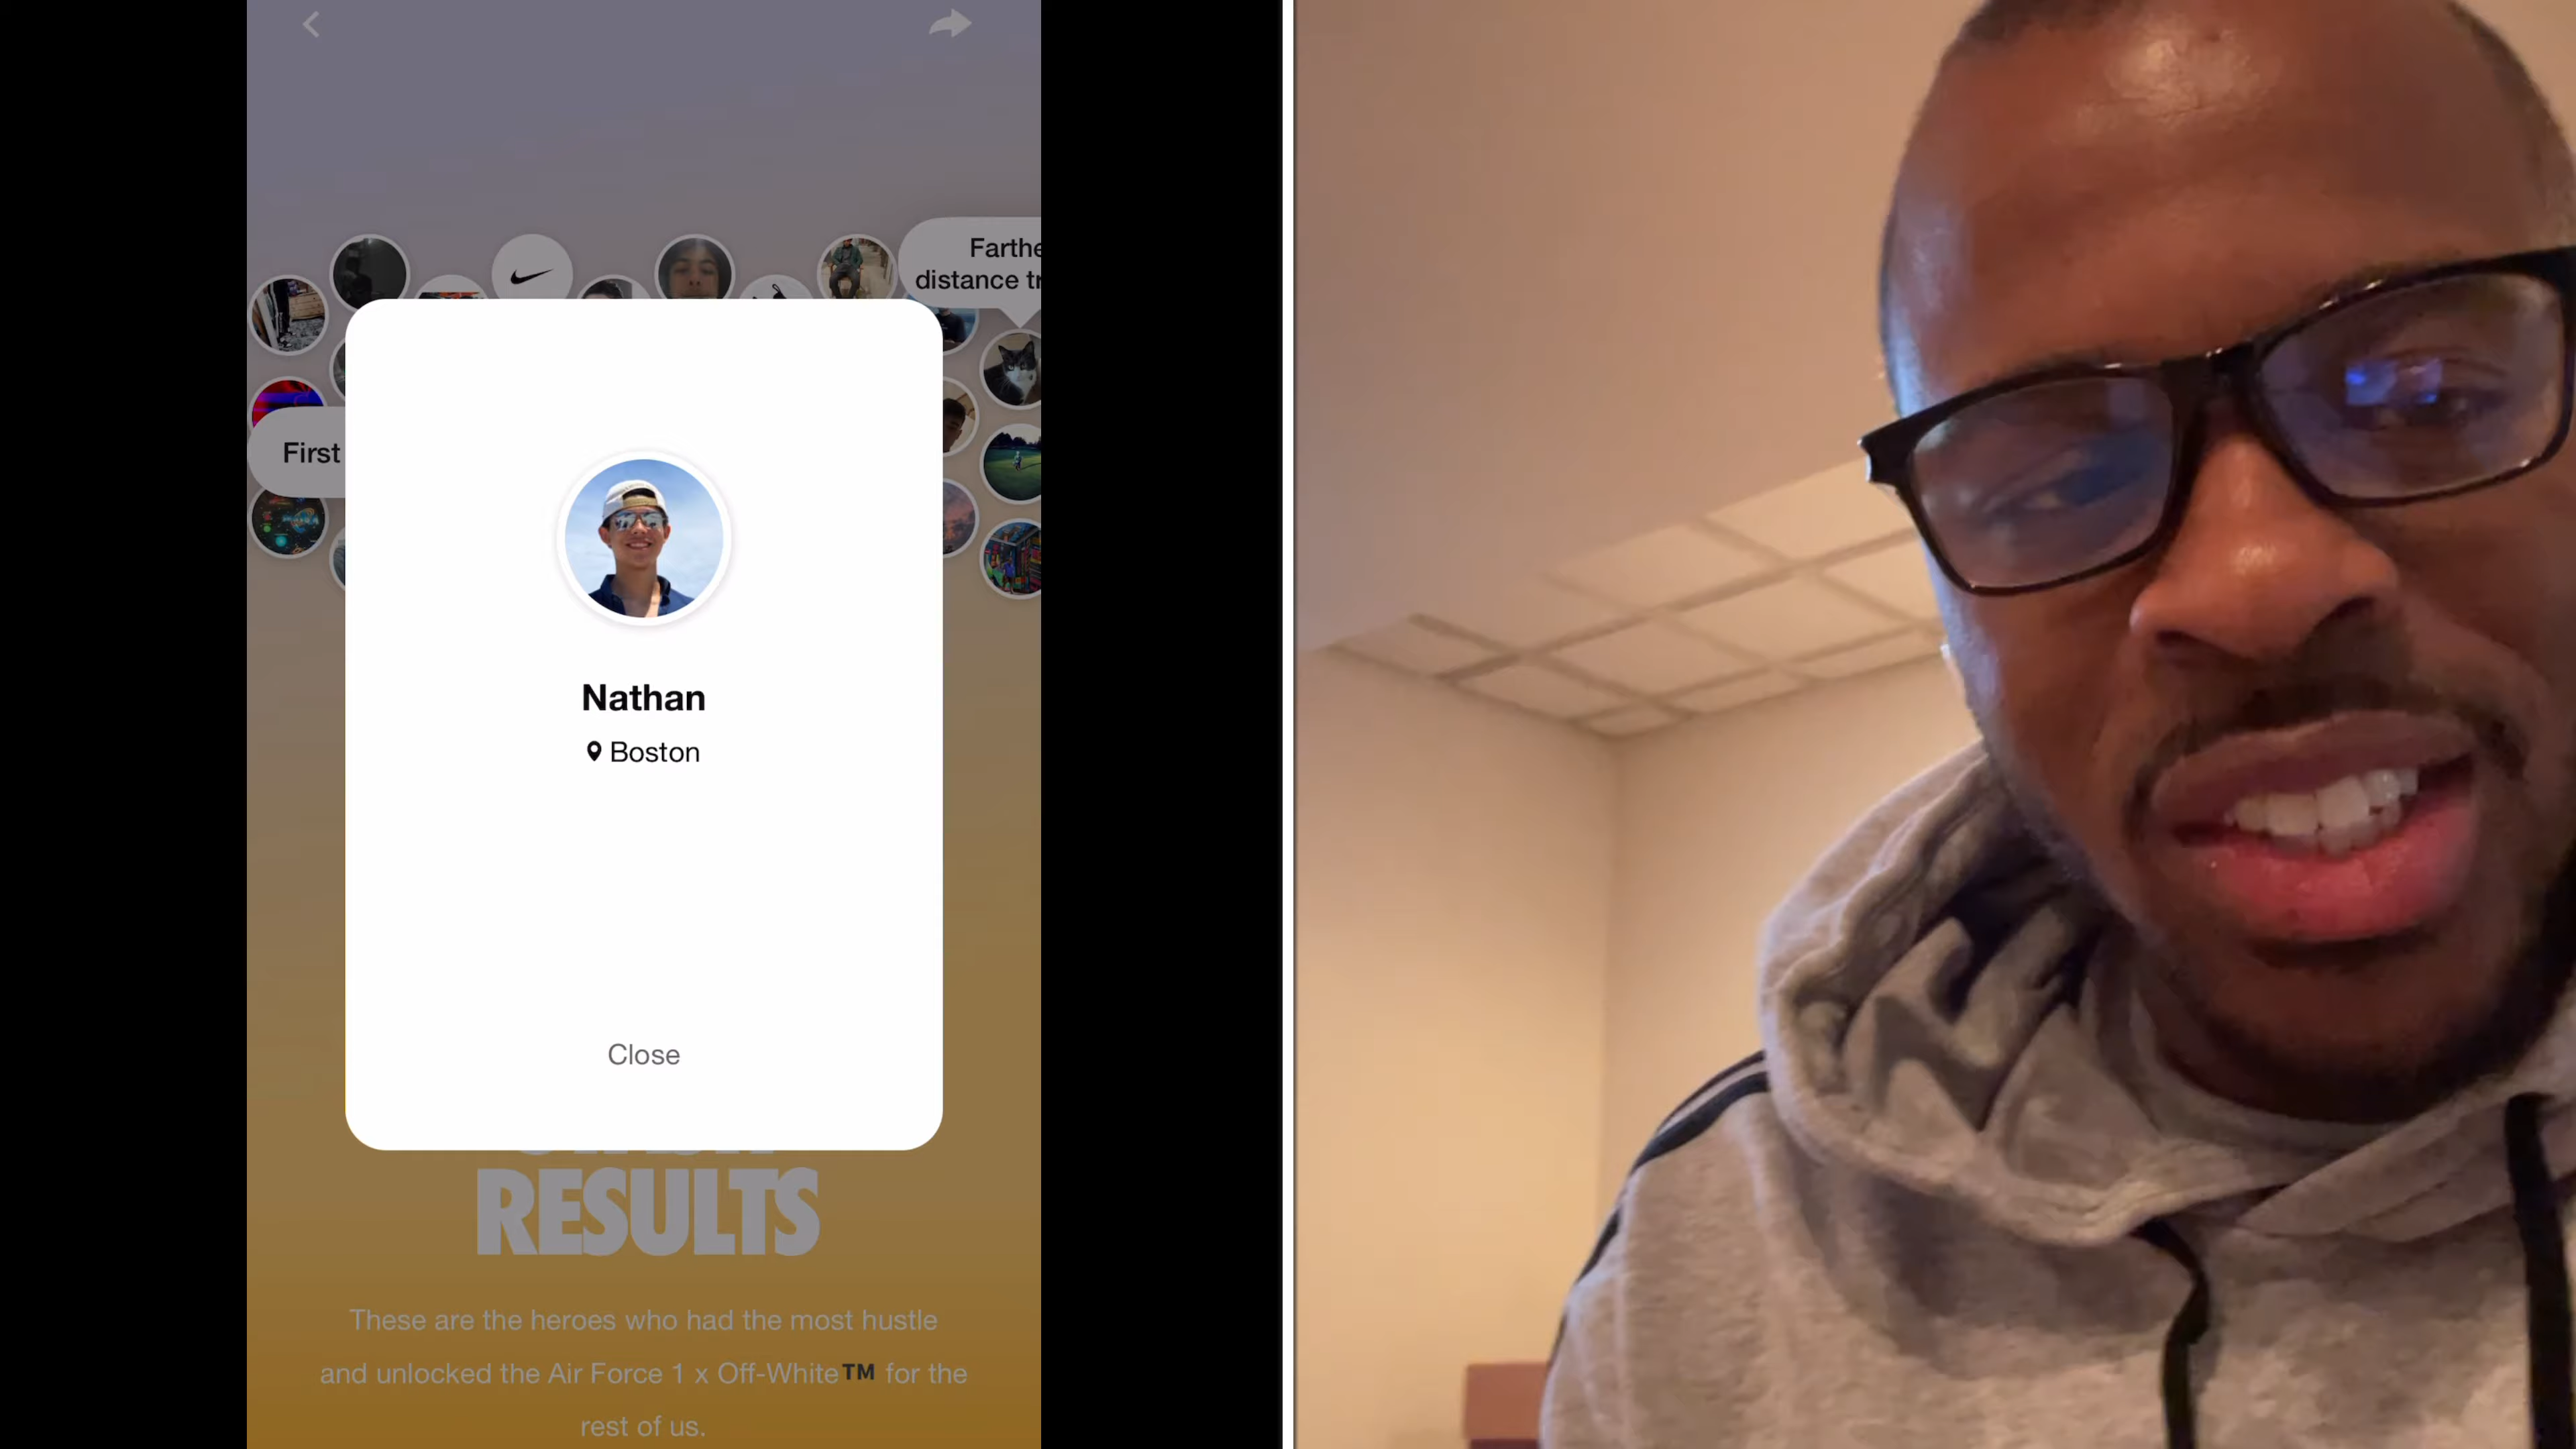 Farthe
distance tr
First
Nathan
Boston
Close
RESULTS
These are the heroes who had the most hustle
and unlocked the Air Force 1 x Off-White™ for the
rest of us.